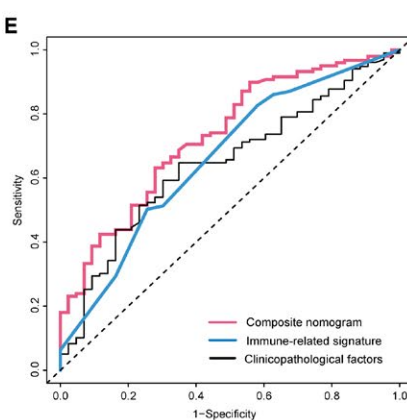 E
1.0
0.8
0.6
0.4
0.2
0.0
Sensitivity
Composite nomogram
Immune-related signature
Clinicopathological factors
0.0 0.2 0.4 0.6 0.8 1.0
1-Specificity